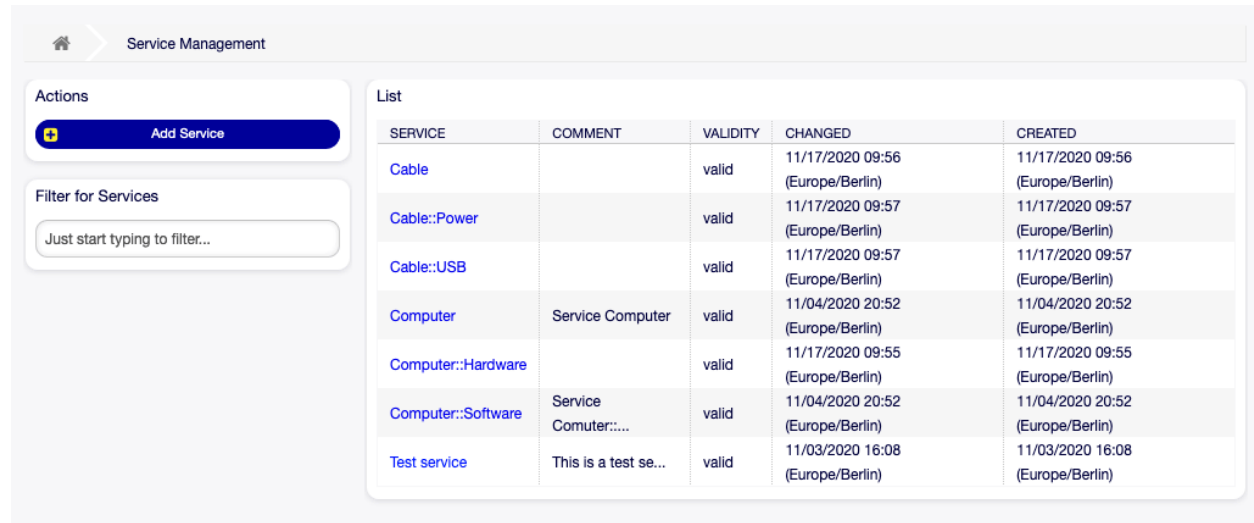 Service Management
Actions
Add Service
Filter for Services
Just start typing to filter...
List
SERVICE COMMENT VALIDITY CHANGED CREATED
Cable valid 11/17/2020 09:56 (Europe/Berlin) 11/17/2020 09:56 (Europe/Berlin)
Cable::Power valid 11/17/2020 09:57 (Europe/Berlin) 11/17/2020 09:57 (Europe/Berlin)
Cable::USB valid 11/17/2020 09:57 (Europe/Berlin) 11/17/2020 09:57 (Europe/Berlin)
Computer Service Computer valid 11/04/2020 20:52 (Europe/Berlin) 11/04/2020 20:52 (Europe/Berlin)
Computer::Hardware valid 11/17/2020 09:55 (Europe/Berlin) 11/17/2020 09:55 (Europe/Berlin)
Computer::Software Service Comuter::... valid 11/04/2020 20:52 (Europe/Berlin) 11/04/2020 20:52 (Europe/Berlin)
Test service This is a test se... valid 11/03/2020 16:08 (Europe/Berlin) 11/03/2020 16:08 (Europe/Berlin)